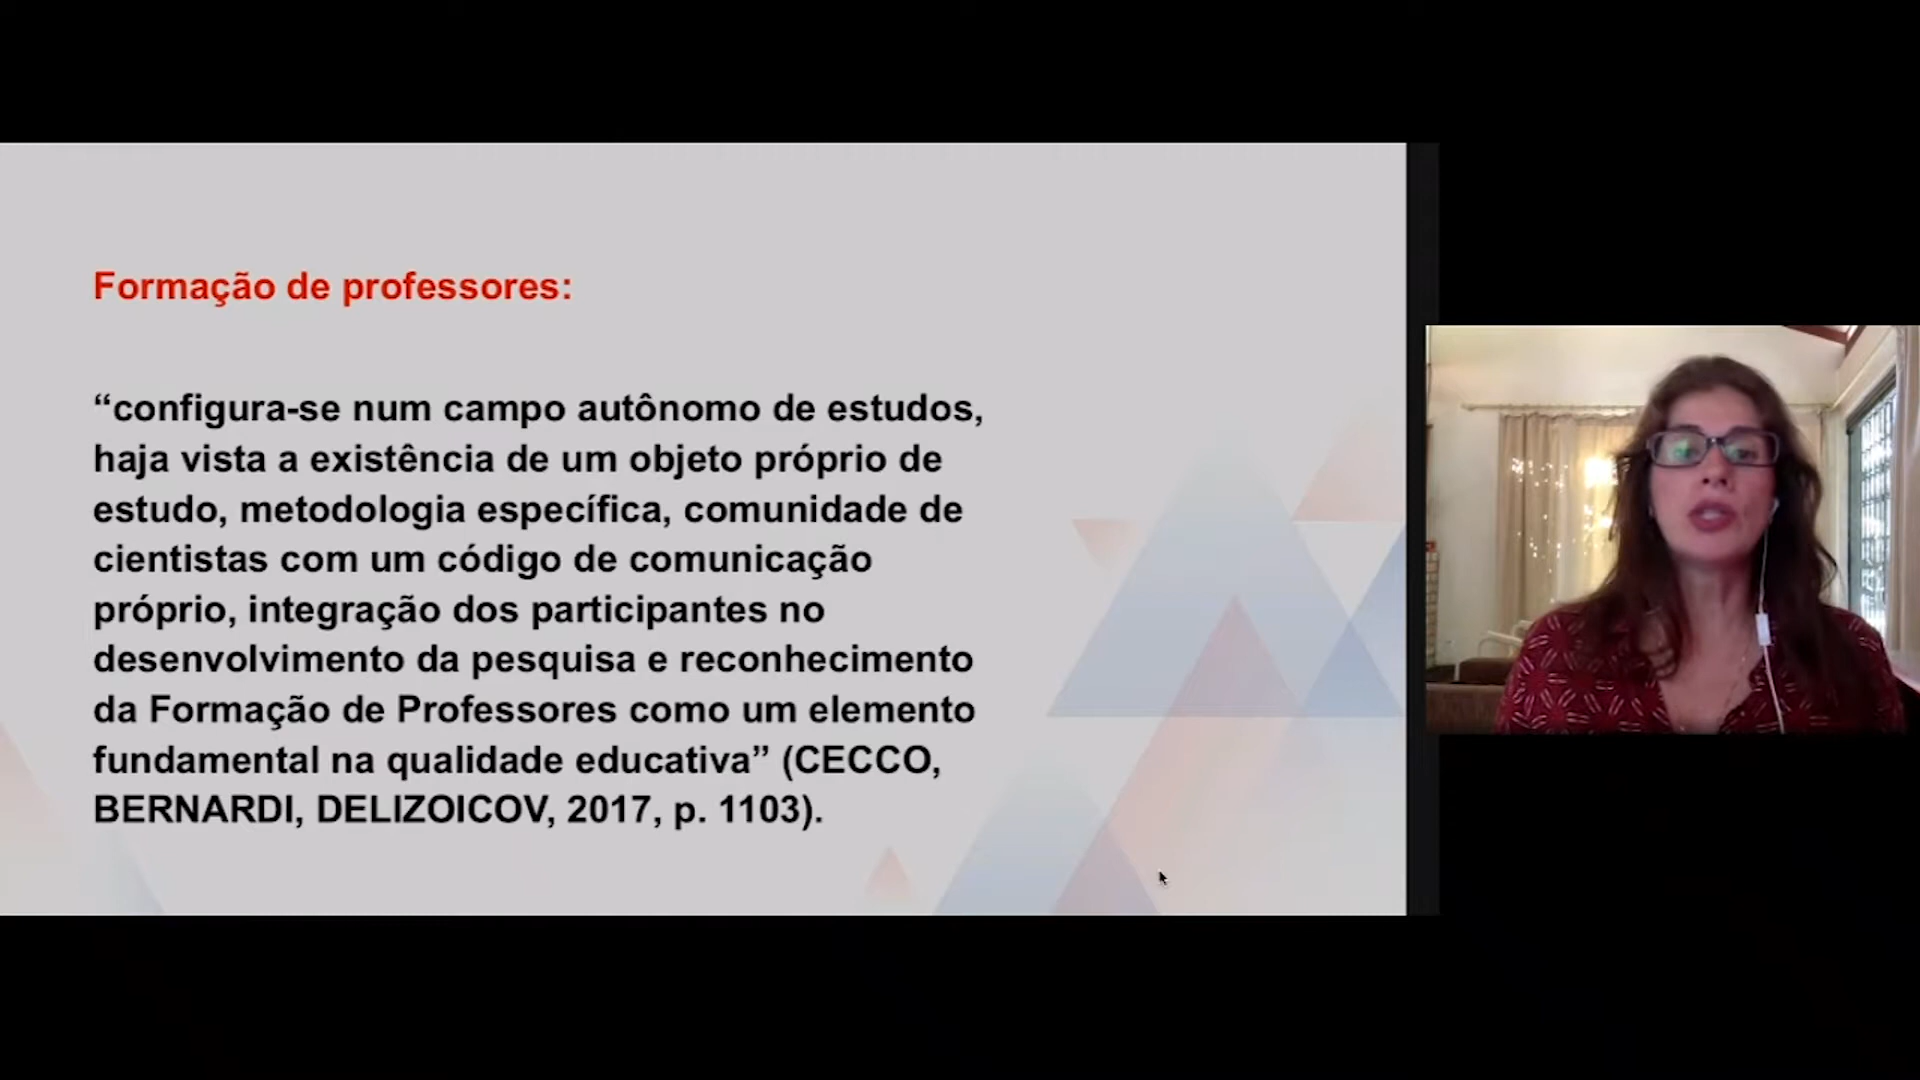 Formação de professores:
“configura-se num campo autônomo de estudos,
haja vista a existência de um objeto próprio de
estudo, metodologia específica, comunidade de
cientistas com um código de comunicação
próprio, integração dos participantes no
desenvolvimento da pesquisa e reconhecimento
da Formação de Professores como um elemento
fundamental na qualidade educativa” (CECCO,
BERNARDI, DELIZOICOV, 2017, p. 1103).